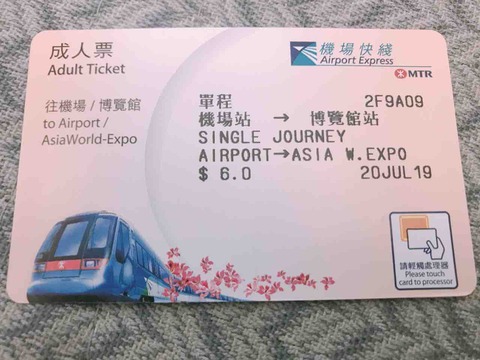 成人票
Adult Ticket
機場快綫
Airport Express
MTR
往機場 / 博覽館
to Airport /
AsiaWorld-Expo
單程 2F9A09
機場站 → 博覽館站
SINGLE JOURNEY
AIRPORT→ASIA W.EXPO
$ 6.0 20JUL19
請輕觸處理器
Please touch
card to processor